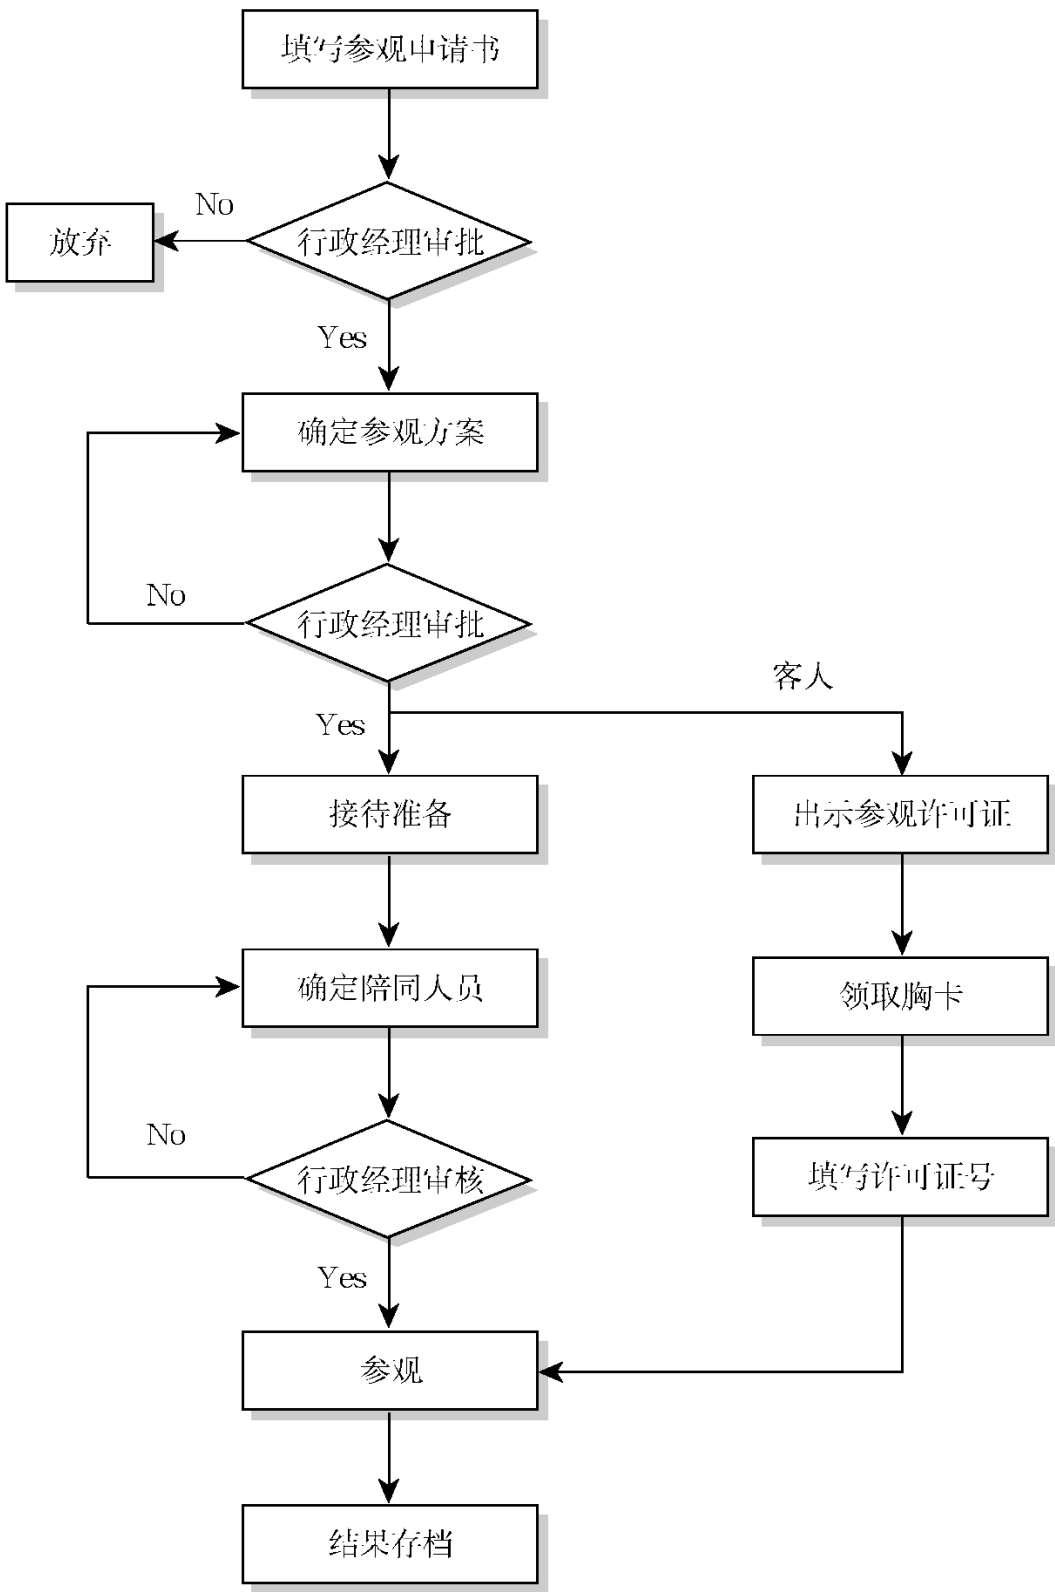 填写参观申请书
No
放弃
行政经理审批
Yes
确定参观方案
No
行政经理审批
客人
Yes
接待准备
出示参观许可证
确定陪同人员
领取胸卡
No
行政经理审核
填写许可证号
Yes
参观
结果存档